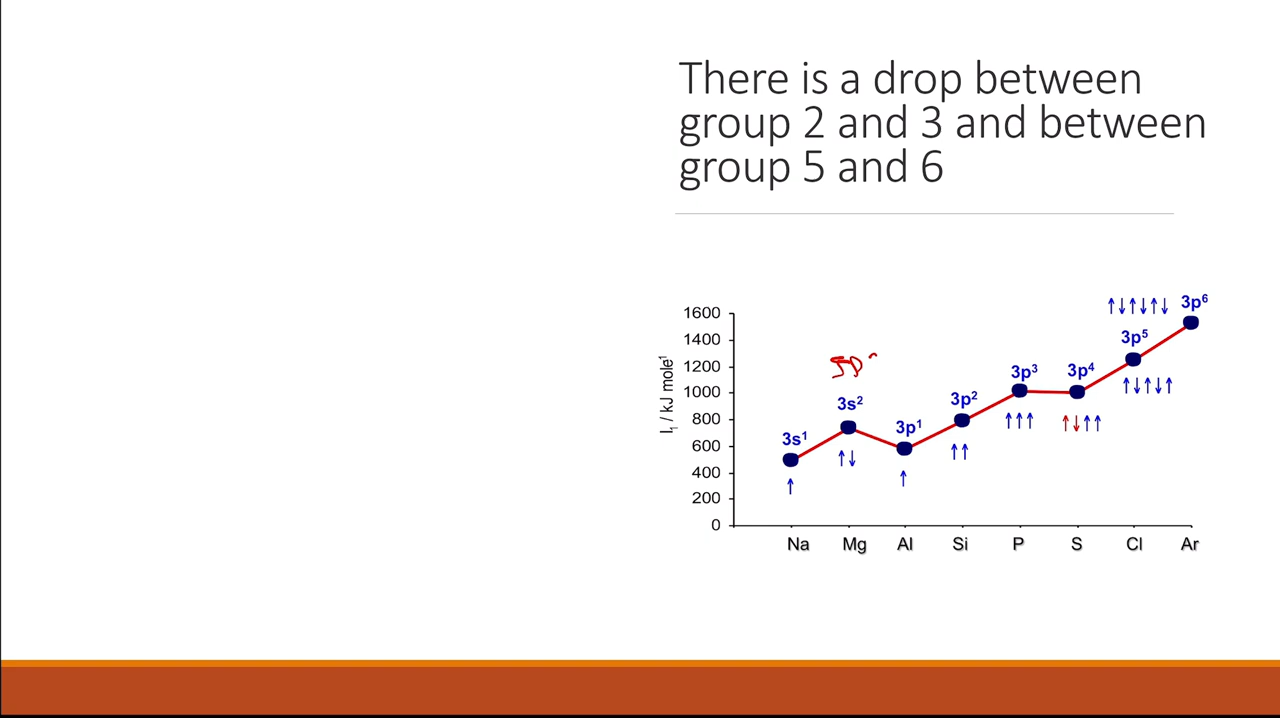 There is a drop between
group 2 and 3 and between
group 5 and 6
I₁ / kJ mole¹
1600
1400
1200
1000
800
600
400
200
0
3s¹
3s²
3p¹
3p²
3p³
3p⁴
3p⁵
3p⁶
↑
↑↓
↑
↑↑
↑↑↑
↑↓↑↑
↑↓↑↓↑
↑↓↑↓↑↓
Na Mg Al Si P S Cl Ar